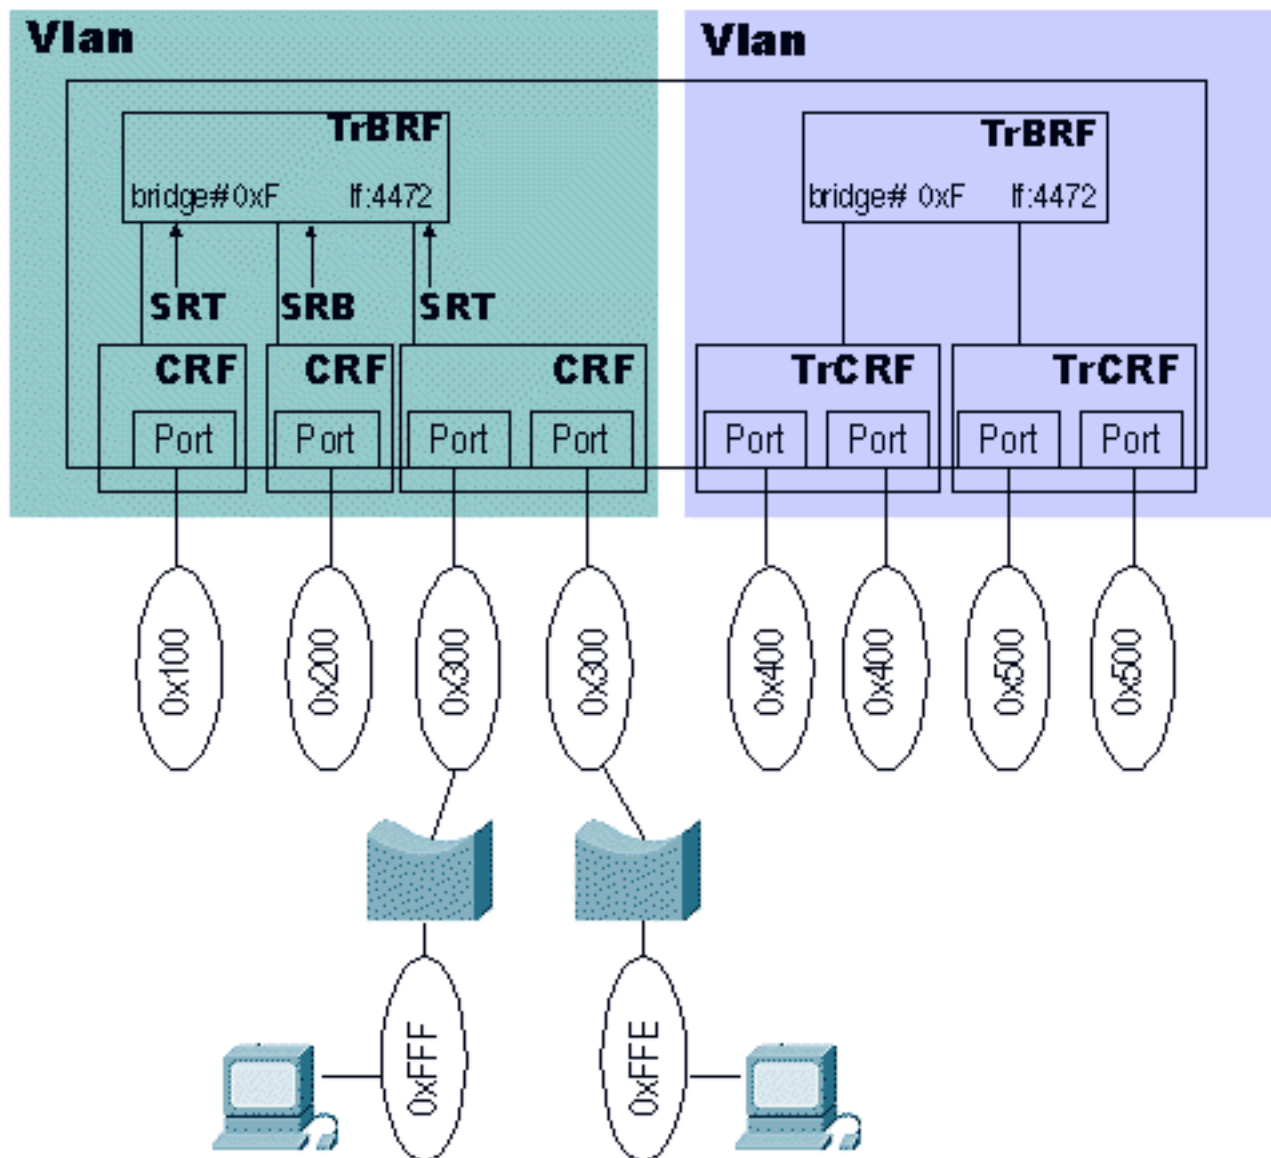 Vlan
Vlan
TrBRF
bridge# 0xF lf:4472
TrBRF
bridge# 0xF lf:4472
SRT
SRB
SRT
CRF
CRF
CRF
TrCRF
TrCRF
Port
Port
Port
Port
Port
Port
Port
Port
0x100
0x200
0x300
0x300
0x400
0x400
0x500
0x500
0xFFF
0xFFE